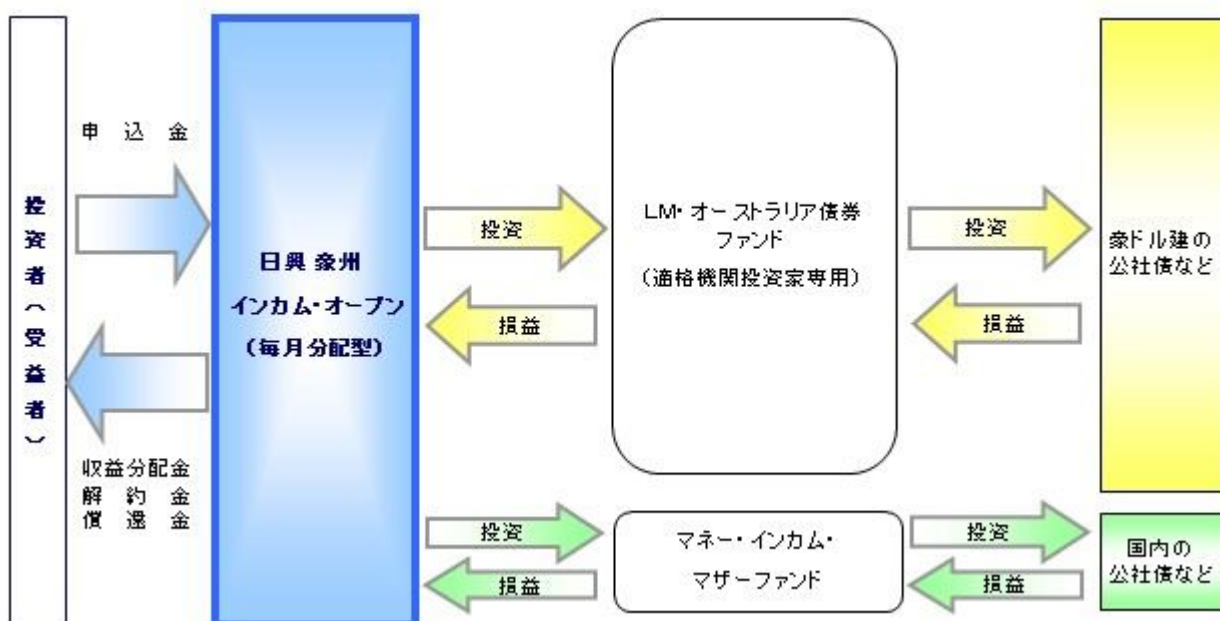 投資者(受益者)
申込金
収益分配金
解約金
償還金
日興豪州
インカム・オープン
(毎月分配型)
投資
損益
LM・オーストラリア債券
ファンド
(適格機関投資家専用)
投資
損益
豪ドル建の
公社債など
投資
損益
マネー・インカム・
マザーファンド
投資
損益
国内の
公社債など